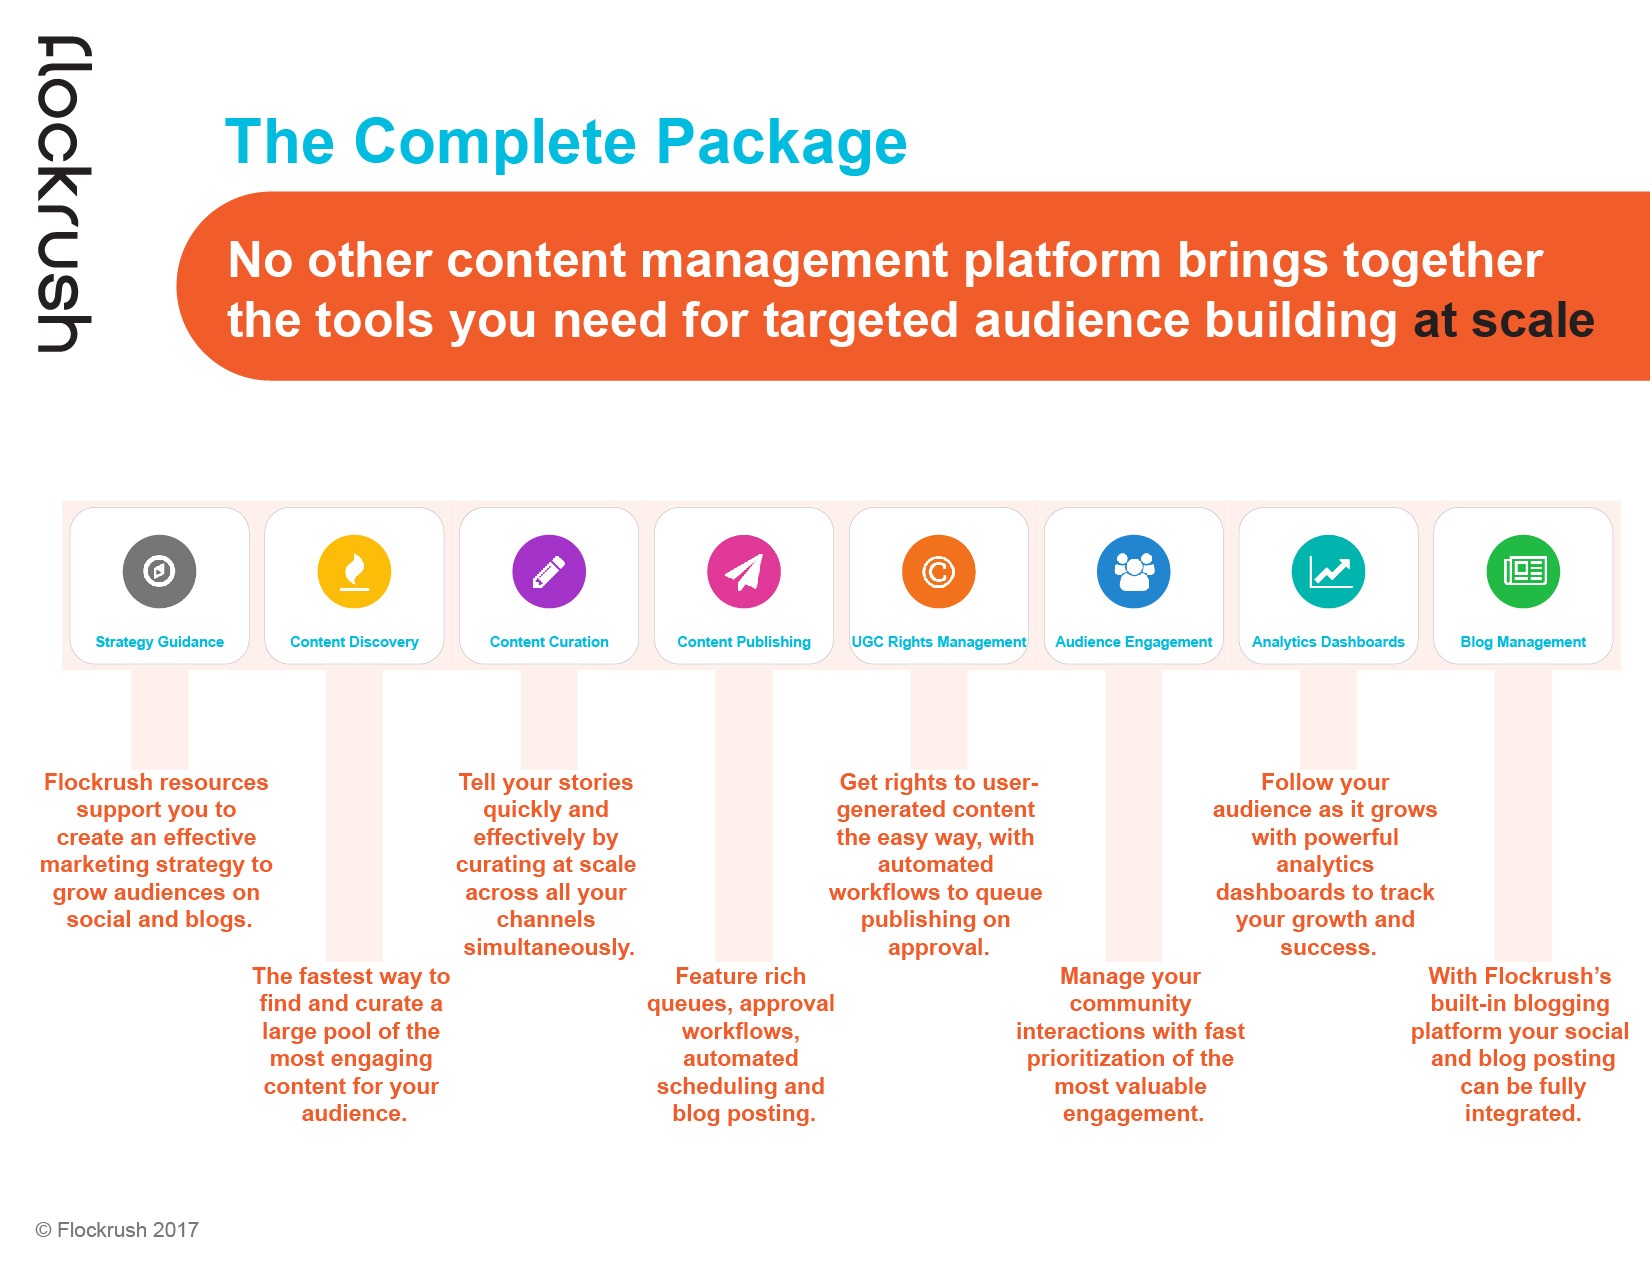 flockrush
The Complete Package
No other content management platform brings together
the tools you need for targeted audience building at scale
Strategy Guidance
Content Discovery
Content Curation
Content Publishing
UGC Rights Management
Audience Engagement
Analytics Dashboards
Blog Management
Flockrush resources
support you to
create an effective
marketing strategy to
grow audiences on
social and blogs.
The fastest way to
find and curate a
large pool of the
most engaging
content for your
audience.
Tell your stories
quickly and
effectively by
curating at scale
across all your
channels
simultaneously.
Feature rich
queues, approval
workflows,
automated
scheduling and
blog posting.
Get rights to user-
generated content
the easy way, with
automated
workflows to queue
publishing on
approval.
Manage your
community
interactions with fast
prioritization of the
most valuable
engagement.
Follow your
audience as it grows
with powerful
analytics
dashboards to track
your growth and
success.
With Flockrush’s
built-in blogging
platform your social
and blog posting
can be fully
integrated.
© Flockrush 2017